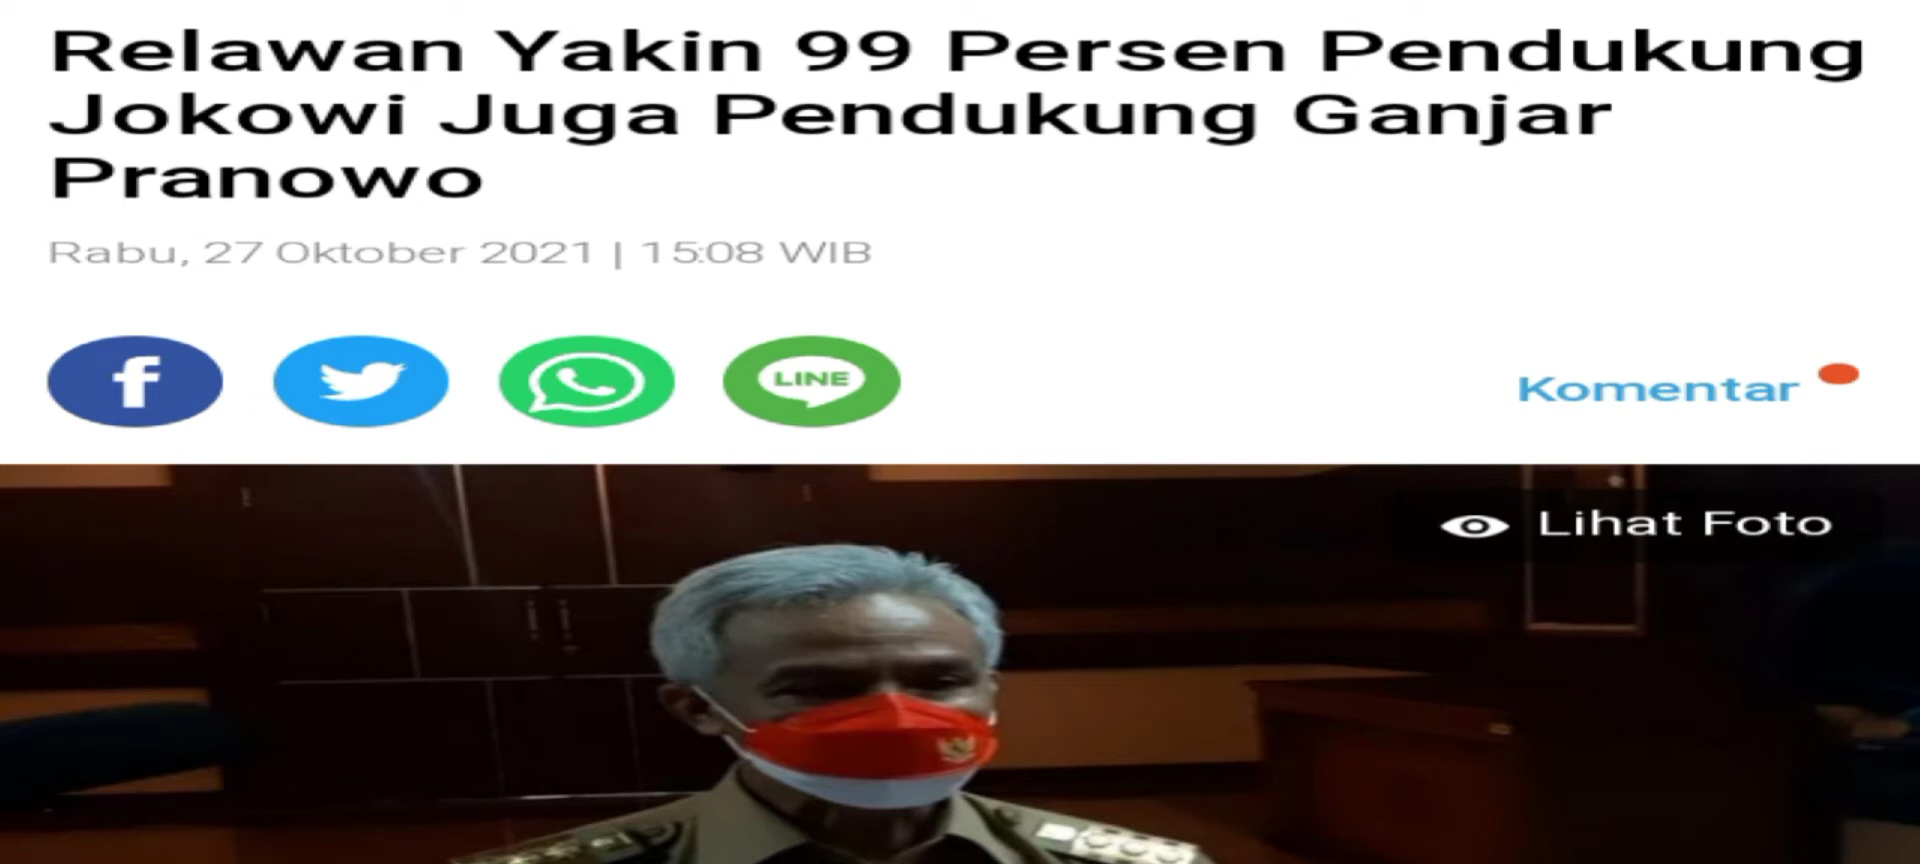 Relawan Yakin 99 Persen Pendukung
Jokowi Juga Pendukung Ganjar
Pranowo
Rabu, 27 Oktober 2021 | 15:08 WIB
f
LINE
Komentar
Lihat Foto